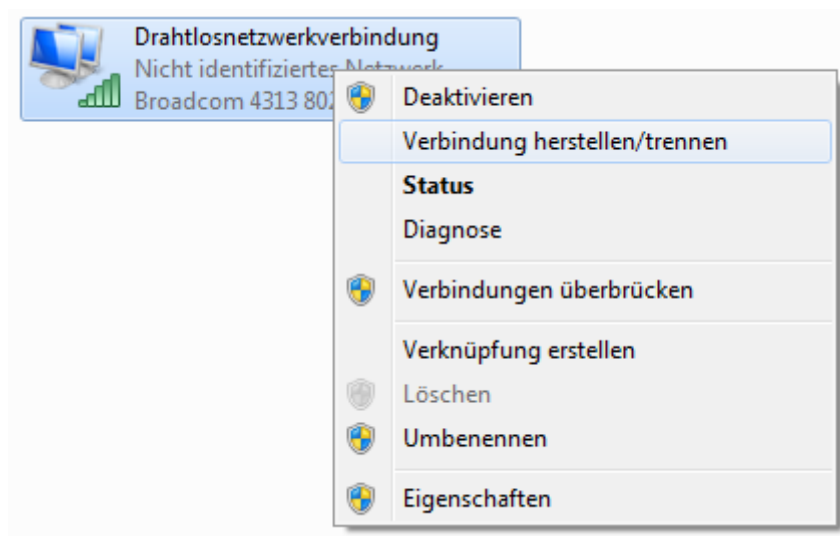 Drahtlosnetzwerkverbindung
Nicht identifiziertes Netzwerk
Broadcom 4313 802
Deaktivieren
Verbindung herstellen/trennen
Status
Diagnose
Verbindungen überbrücken
Verknüpfung erstellen
Löschen
Umbenennen
Eigenschaften